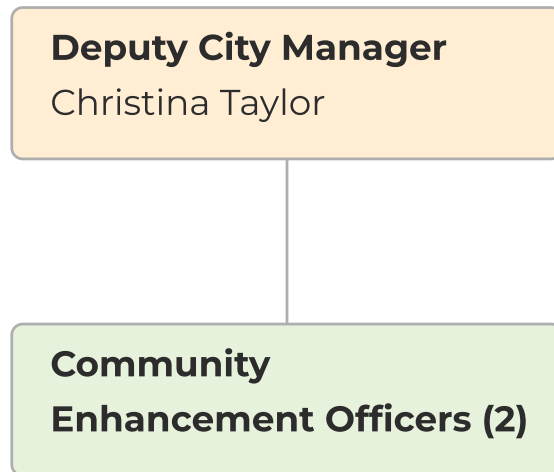 Deputy City Manager
Christina Taylor
Community
Enhancement Officers (2)